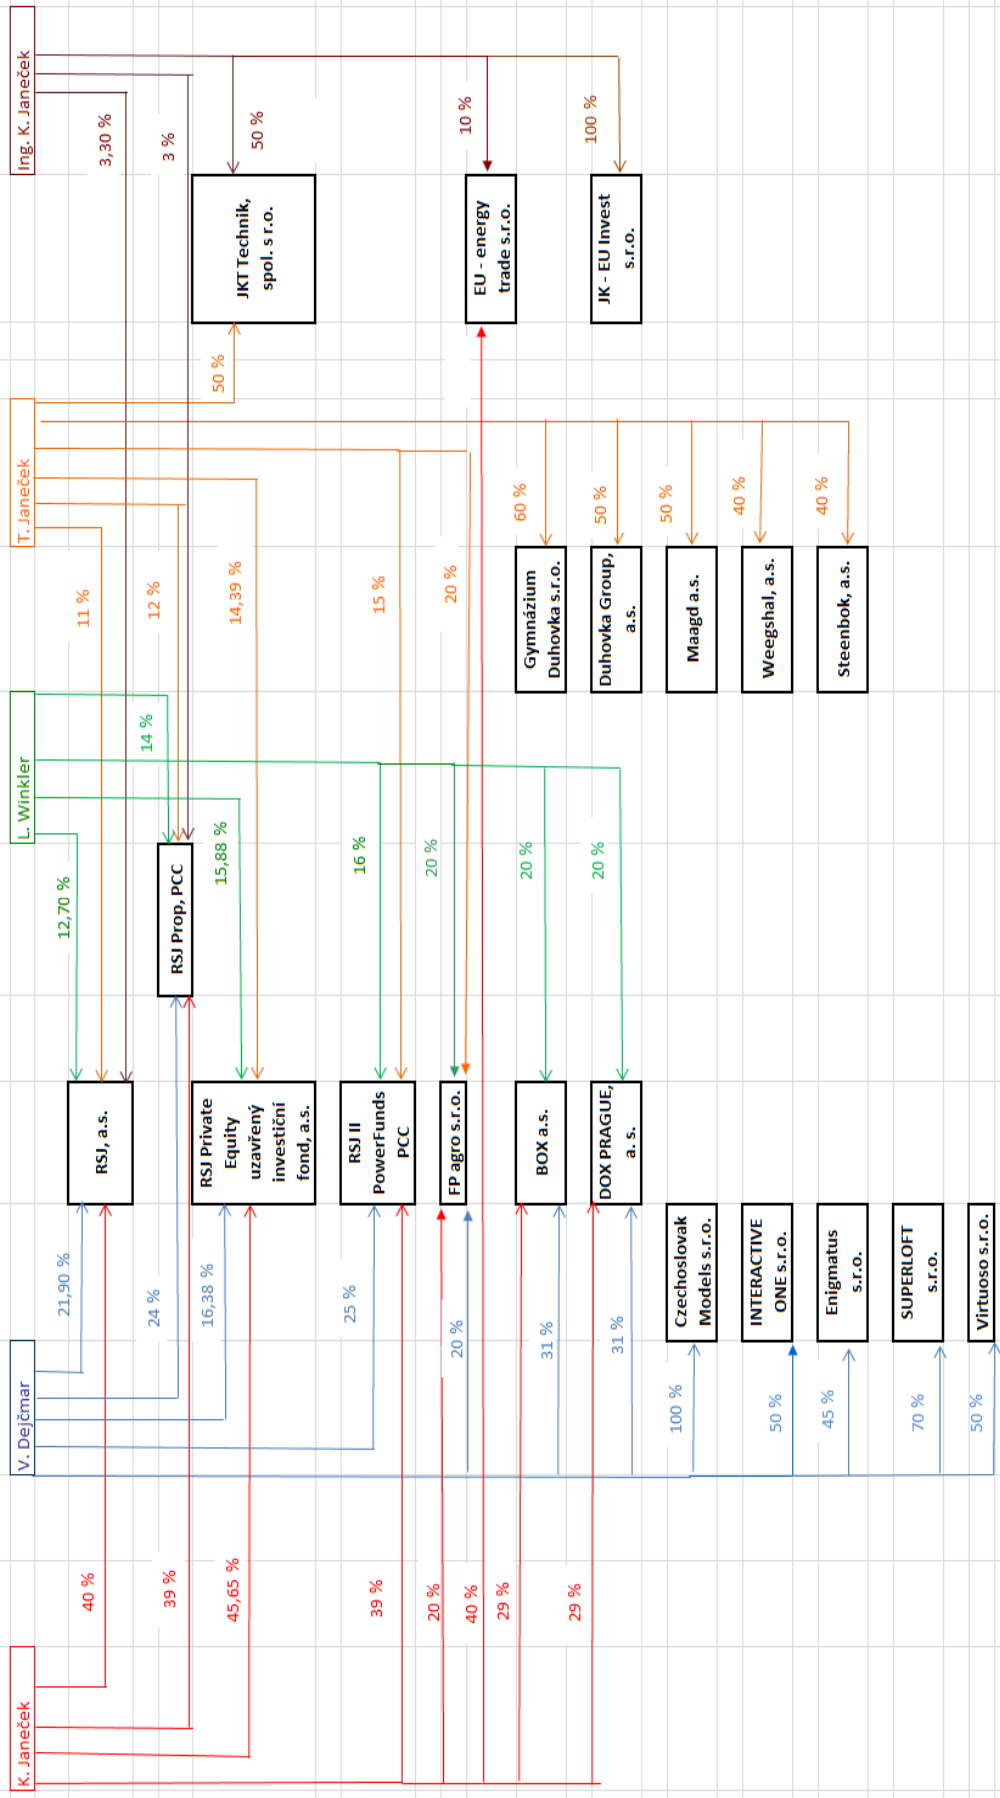 K. Janeček
V. Dejčmar
L. Winkler
T. Janeček
Ing. K. Janeček
40 %
21,90 %
RSJ, a.s.
12,70 %
11 %
3,30 %
39 %
24 %
RSJ Prop, PCC
14 %
12 %
3 %
45,65 %
16,38 %
RSJ Private
Equity
uzavřený
investiční
fond, a.s.
15,88 %
14,39 %
50 %
JKT Technik,
spol. s r.o.
50 %
39 %
25 %
RSJ II
PowerFunds
PCC
16 %
15 %
20 %
20 %
FP agro s.r.o.
20 %
20 %
40 %
EU - energy
trade s.r.o.
10 %
29 %
31 %
BOX a.s.
20 %
Gymnázium
Duhovka s.r.o.
60 %
29 %
31 %
DOX PRAGUE,
a. s.
20 %
Duhovka Group,
a.s.
50 %
JK - EU Invest
s.r.o.
100 %
100 %
Czechoslovak
Models s.r.o.
Maagd a.s.
50 %
50 %
INTERACTIVE
ONE s.r.o.
Weegshal, a.s.
40 %
45 %
Enigmatus
s.r.o.
Steenbok, a.s.
40 %
70 %
SUPERLOFT
s.r.o.
50 %
Virtuoso s.r.o.